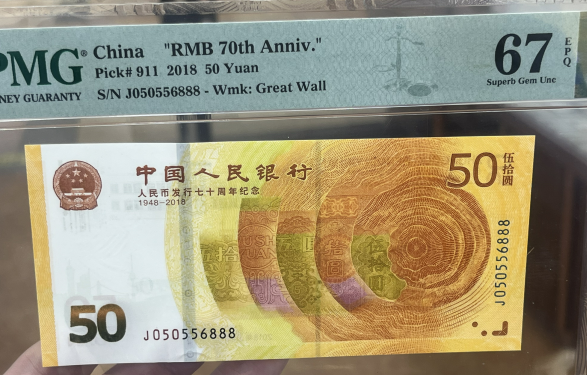 PMG China "RMB 70th Anniv."
Pick# 911 2018 50 Yuan
NEY GUARANTY S/N J050556888 - Wmk: Great Wall
67 EPQ
Superb Gem Unc
中国人民银行
人民币发行七十周年纪念
1948-2018
50 伍拾圆
J050556888
50
J050556888